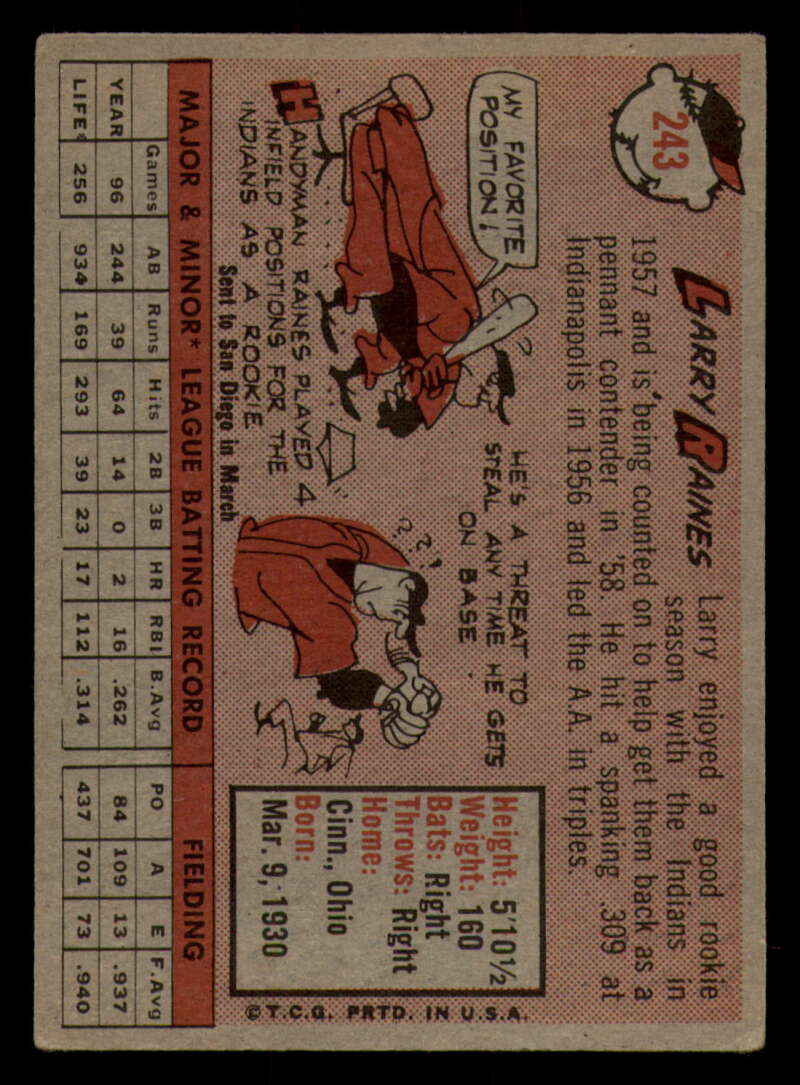 243
LARRY RAINES
Larry enjoyed a good rookie
season with the Indians in
1957 and is being counted on to help get them back as a
pennant contender in '58. He hit a spanking .309 at
Indianapolis in 1956 and led the A.A. in triples.
MY FAVORITE
POSITION!
HANDYMAN RAINES PLAYED 4
INFIELD POSITIONS FOR THE
INDIANS AS A ROOKIE
Sent to San Diego in March
HE'S A THREAT TO
STEAL ANY TIME HE GETS
ON BASE.
???!
Height: 5'10½
Weight: 160
Bats: Right
Throws: Right
Home:
Cinn., Ohio
Born:
Mar. 9, 1930
©T.C.G. PRTD. IN U.S.A.
MAJOR & MINOR* LEAGUE BATTING RECORD FIELDING
Games AB Runs Hits 2B 3B HR RBI B.Avg PO A E F.Avg
YEAR 96 244 39 64 14 0 2 16 .262 84 109 13 .937
LIFE* 256 934 169 293 39 23 17 112 .314 437 701 73 .940